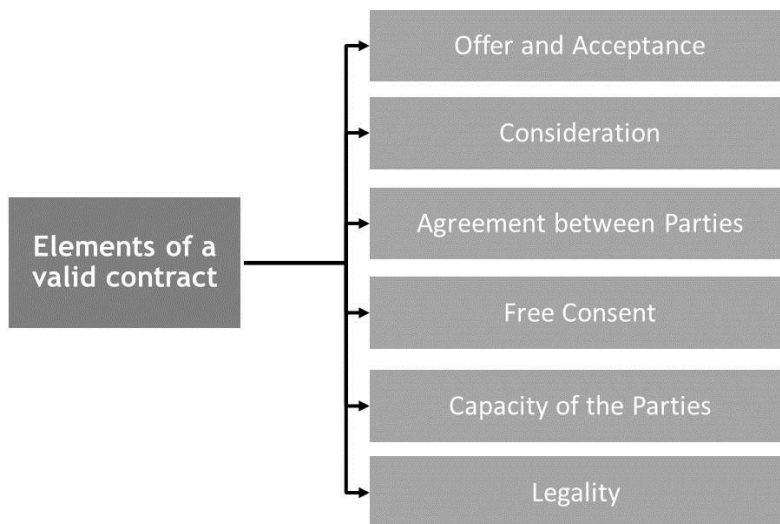 Offer and Acceptance
Consideration
Agreement between Parties
Elements of a
valid contract
Free Consent
Capacity of the Parties
Legality